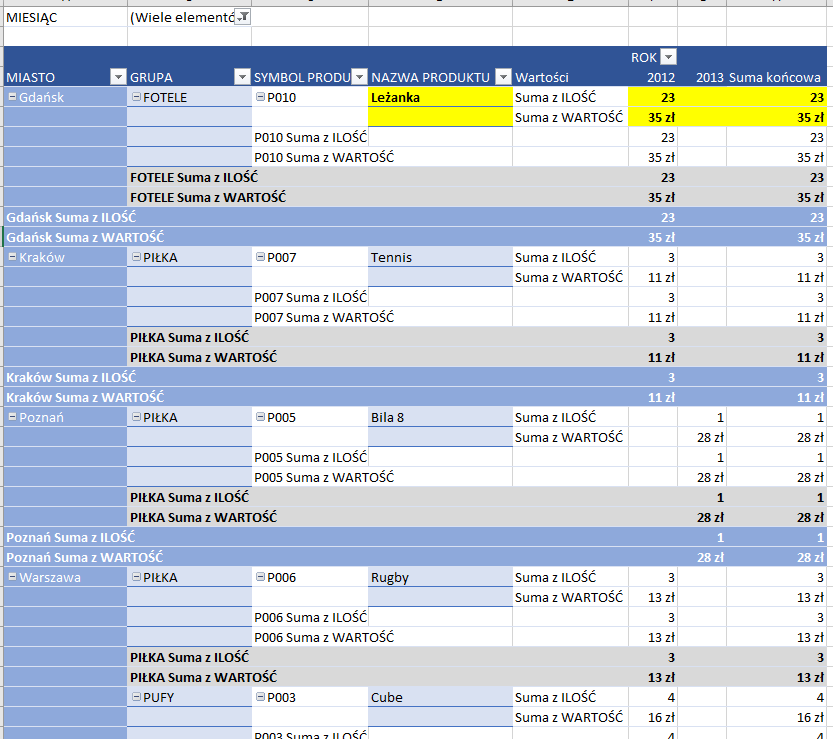 MIESIĄC (Wiele elementó
ROK
MIASTO GRUPA SYMBOL PRODU NAZWA PRODUKTU Wartości 2012 2013 Suma końcowa
Gdańsk FOTELE P010 Leżanka Suma z ILOŚĆ 23 23
Suma z WARTOŚĆ 35 zł 35 zł
P010 Suma z ILOŚĆ 23 23
P010 Suma z WARTOŚĆ 35 zł 35 zł
FOTELE Suma z ILOŚĆ 23 23
FOTELE Suma z WARTOŚĆ 35 zł 35 zł
Gdańsk Suma z ILOŚĆ 23 23
Gdańsk Suma z WARTOŚĆ 35 zł 35 zł
Kraków PIŁKA P007 Tennis Suma z ILOŚĆ 3 3
Suma z WARTOŚĆ 11 zł 11 zł
P007 Suma z ILOŚĆ 3 3
P007 Suma z WARTOŚĆ 11 zł 11 zł
PIŁKA Suma z ILOŚĆ 3 3
PIŁKA Suma z WARTOŚĆ 11 zł 11 zł
Kraków Suma z ILOŚĆ 3 3
Kraków Suma z WARTOŚĆ 11 zł 11 zł
Poznań PIŁKA P005 Bila 8 Suma z ILOŚĆ 1 1
Suma z WARTOŚĆ 28 zł 28 zł
P005 Suma z ILOŚĆ 1 1
P005 Suma z WARTOŚĆ 28 zł 28 zł
PIŁKA Suma z ILOŚĆ 1 1
PIŁKA Suma z WARTOŚĆ 28 zł 28 zł
Poznań Suma z ILOŚĆ 1 1
Poznań Suma z WARTOŚĆ 28 zł 28 zł
Warszawa PIŁKA P006 Rugby Suma z ILOŚĆ 3 3
Suma z WARTOŚĆ 13 zł 13 zł
P006 Suma z ILOŚĆ 3 3
P006 Suma z WARTOŚĆ 13 zł 13 zł
PIŁKA Suma z ILOŚĆ 3 3
PIŁKA Suma z WARTOŚĆ 13 zł 13 zł
PUFY P003 Cube Suma z ILOŚĆ 4 4
Suma z WARTOŚĆ 16 zł 16 zł
P003 Suma z ILOŚĆ 4 4